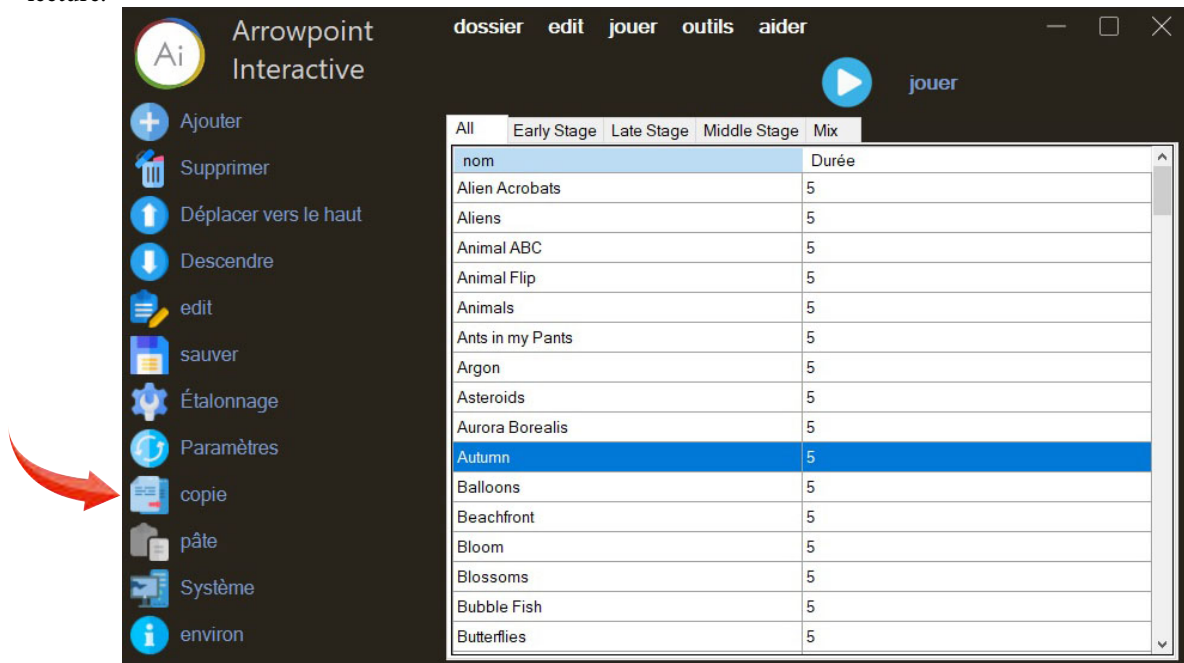 lecture.
Ai
Arrowpoint
Interactive
dossier edit jouer outils aider
jouer
Ajouter
Supprimer
Déplacer vers le haut
Descendre
edit
sauver
Étalonnage
Paramètres
copie
pâte
Système
environ
All Early Stage Late Stage Middle Stage Mix
nom Durée
Alien Acrobats 5
Aliens 5
Animal ABC 5
Animal Flip 5
Animals 5
Ants in my Pants 5
Argon 5
Asteroids 5
Aurora Borealis 5
Autumn 5
Balloons 5
Beachfront 5
Bloom 5
Blossoms 5
Bubble Fish 5
Butterflies 5